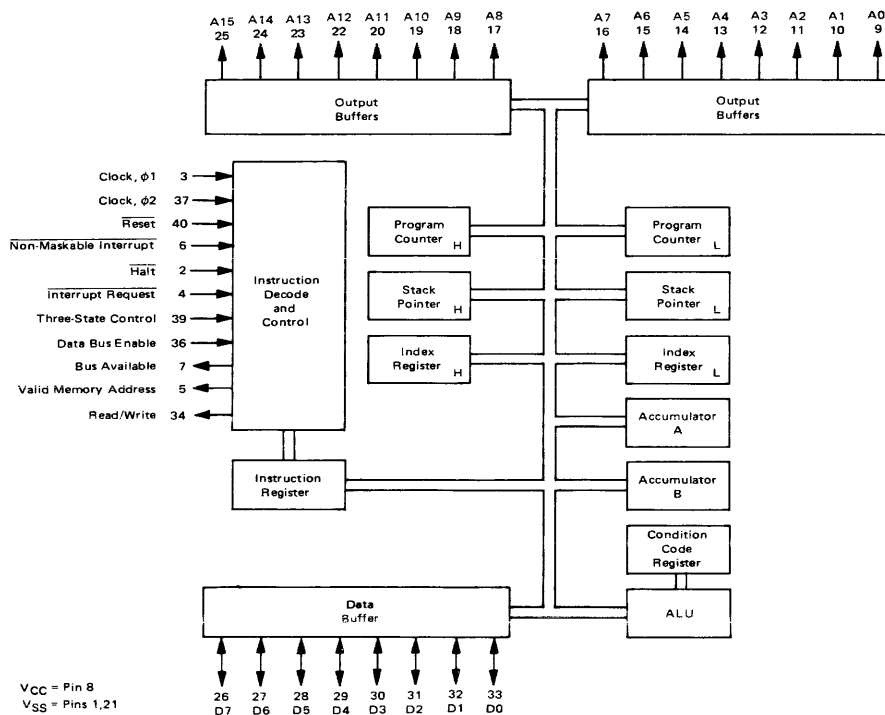 A15 A14 A13 A12 A11 A10 A9 A8 A7 A6 A5 A4 A3 A2 A1 A0
25 24 23 22 20 19 18 17 16 15 14 13 12 11 10 9
Output
Buffers
Output
Buffers
Clock, ϕ1 3
Clock, ϕ2 37
Reset 40
Non-Maskable Interrupt 6
Halt 2
Interrupt Request 4
Three-State Control 39
Data Bus Enable 36
Bus Available 7
Valid Memory Address 5
Read/Write 34
Instruction
Decode
and
Control
Program
Counter
H
Program
Counter
L
Stack
Pointer
H
Stack
Pointer
L
Index
Register
H
Index
Register
L
Accumulator
A
Instruction
Register
Accumulator
B
Condition
Code
Register
ALU
Data
Buffer
26 27 28 29 30 31 32 33
D7 D6 D5 D4 D3 D2 D1 D0
VCC = Pin 8
VSS = Pins 1,21